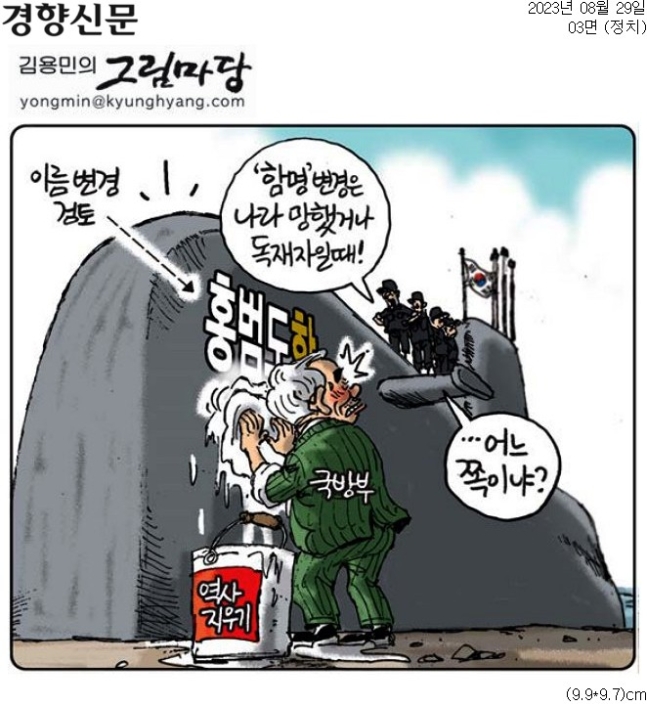 경향신문
2023년 08월 29일
03면 (정치)
김용민의 그림마당
yongmin@kyunghyang.com
이름 변경
검토
'함명'변경은
나라 망했거나
독재자일때!
홍범도함
...어느
쪽이냐?
국방부
역사
지우기
(9.9*9.7)cm